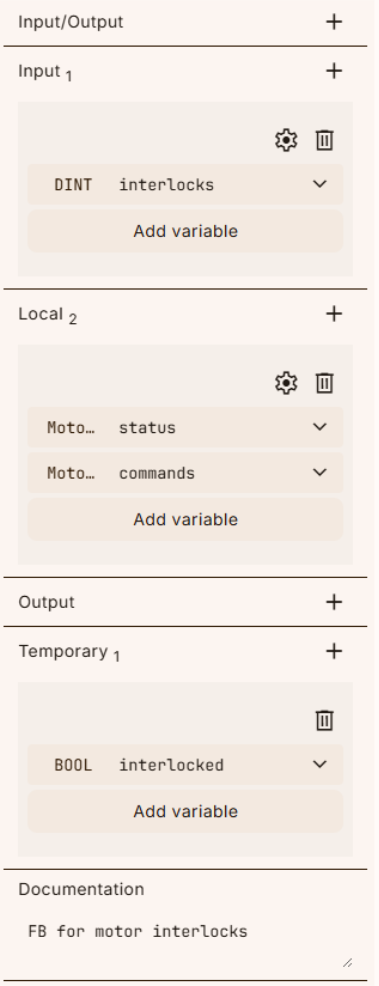 Input/Output
Input 1
DINT interlocks
Add variable
Local 2
Moto… status
Moto… commands
Add variable
Output
Temporary 1
BOOL interlocked
Add variable
Documentation
FB for motor interlocks